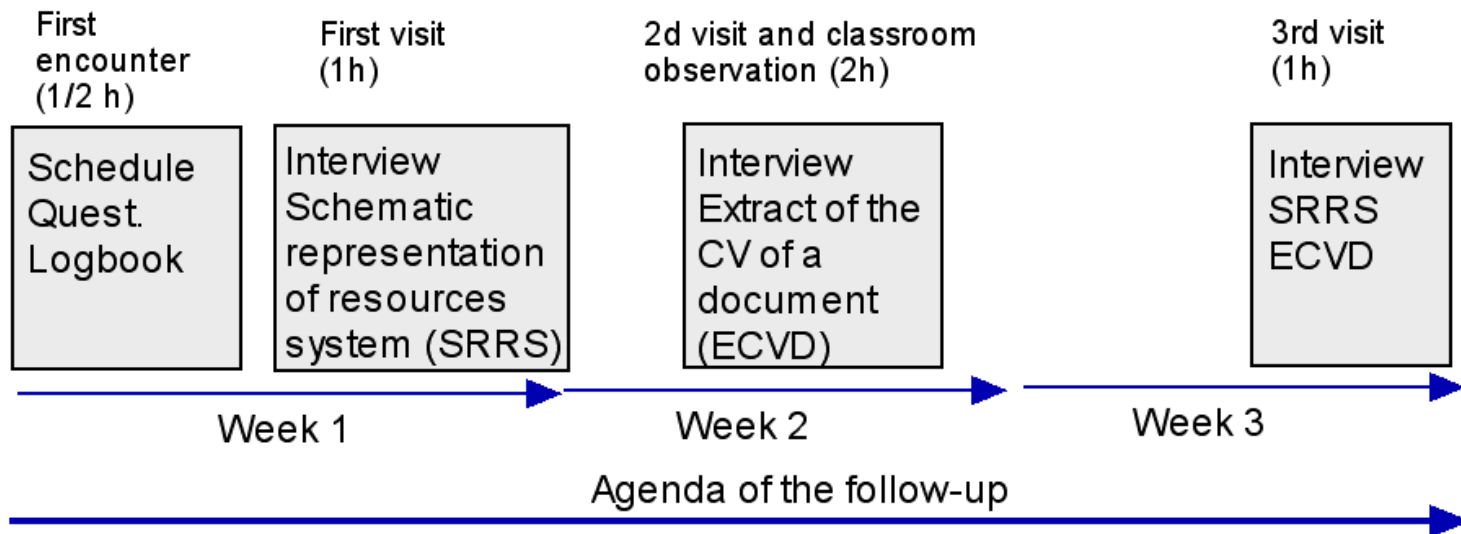 First
encounter
(1/2 h)
First visit
(1h)
2d visit and classroom
observation (2h)
3rd visit
(1h)
Schedule
Quest.
Logbook
Interview
Schematic
representation
of resources
system (SRRS)
Interview
Extract of the
CV of a
document
(ECVD)
Interview
SRRS
ECVD
Week 1
Week 2
Week 3
Agenda of the follow-up